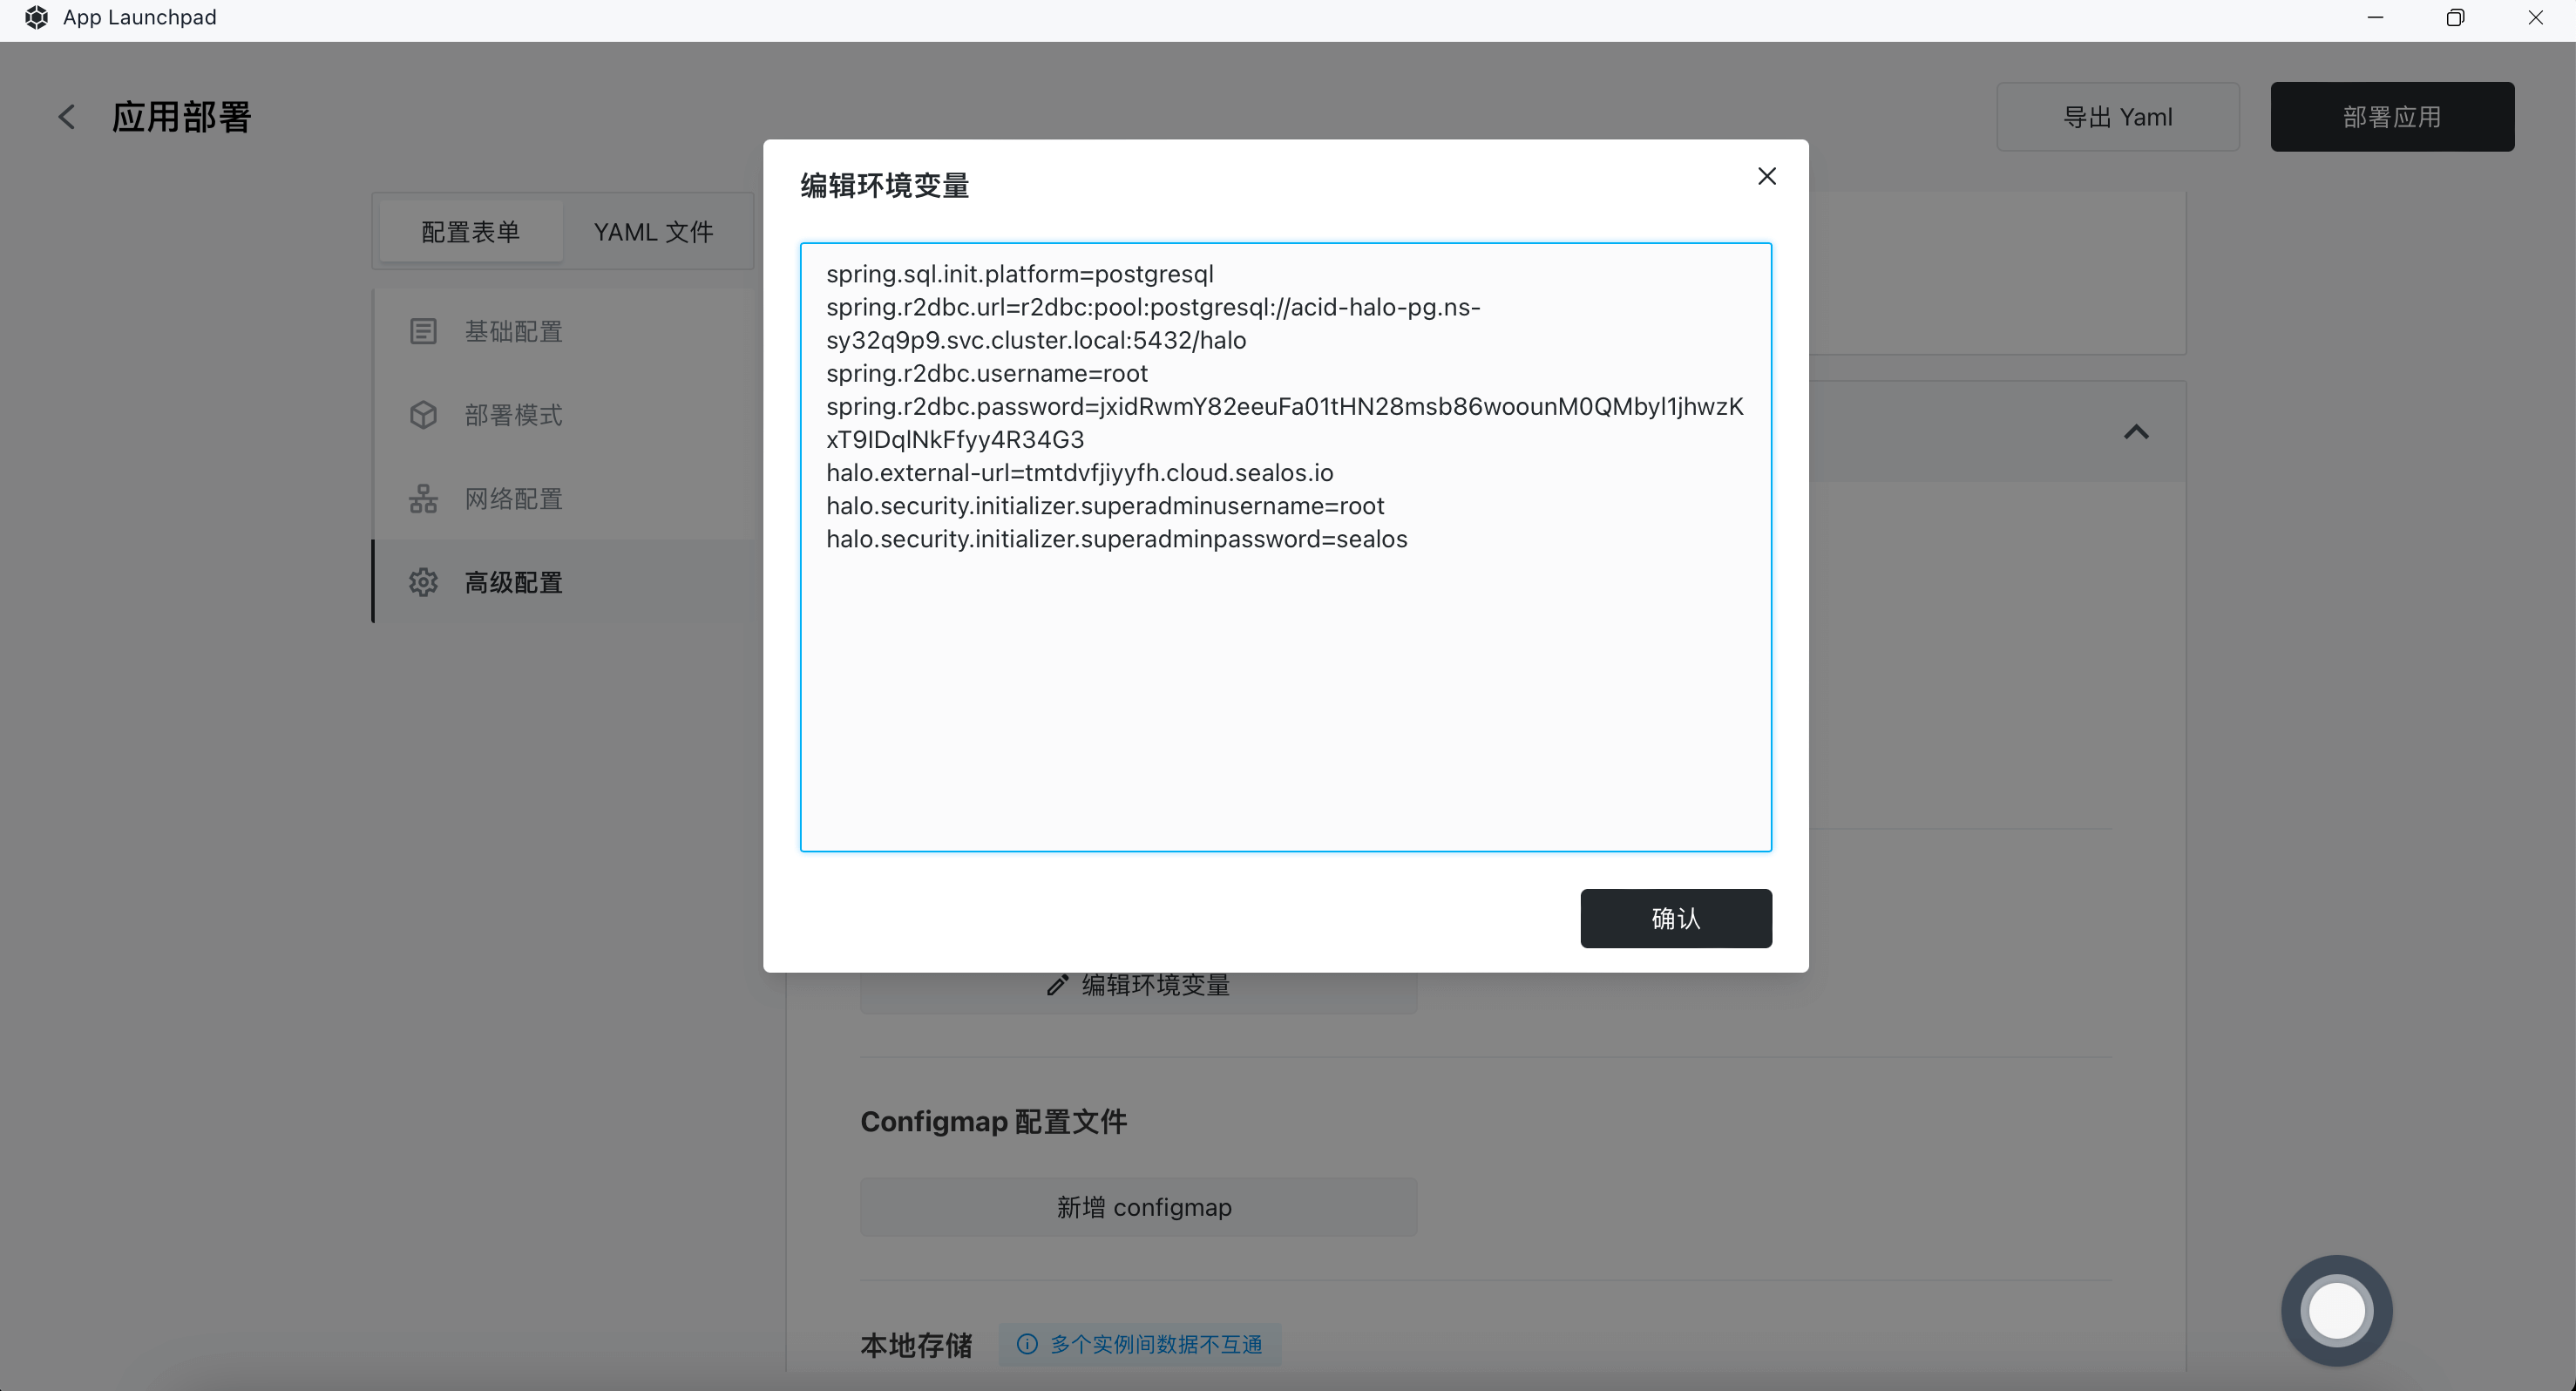 App Launchpad
应用部署
导出 Yaml
部署应用
配置表单
YAML 文件
基础配置
部署模式
网络配置
高级配置
编辑环境变量
spring.sql.init.platform=postgresql
spring.r2dbc.url=r2dbc:pool:postgresql://acid-halo-pg.ns-
sy32q9p9.svc.cluster.local:5432/halo
spring.r2dbc.username=root
spring.r2dbc.password=jxidRwmY82eeuFa01tHN28msb86woounM0QMbyl1jhwzK
xT9IDqlNkFfyy4R34G3
halo.external-url=tmtdvfjiyyfh.cloud.sealos.io
halo.security.initializer.superadminusername=root
halo.security.initializer.superadminpassword=sealos
确认
编辑环境变量
Configmap 配置文件
新增 configmap
本地存储
多个实例间数据不互通